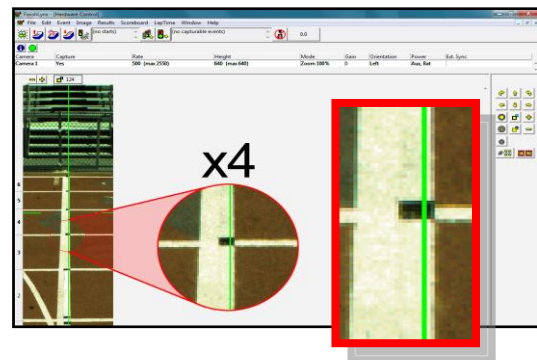 FinishLynx - [Hardware Control]
File Edit Event Image Results Scoreboard LapTime Window Help
(no starts) (no capturable events) 0.0
Camera Capture Rate Height Mode Gain Orientation Power Ext. Sync
Camera 1 Yes 500 (max 2550) 640 (max 640) Zoom 100% 0 Left Aux, Bat
124
x4
6
5
4
3
2